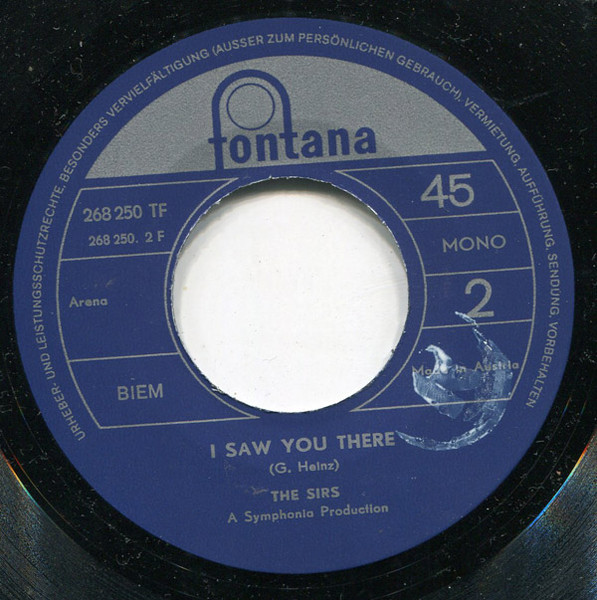 URHEBER- UND LEISTUNGSSCHUTZRECHTE, BESONDERS VERVIELFÄLTIGUNG (AUSSER ZUM PERSÖNLICHEN GEBRAUCH), VERMIETUNG, AUFFÜHRUNG, SENDUNG, VORBEHALTEN
fontana
268 250 TF
268 250. 2 F
45
MONO
Arena
2
BIEM
Made in Austria
I SAW YOU THERE
(G. Heinz)
THE SIRS
A Symphonia Production